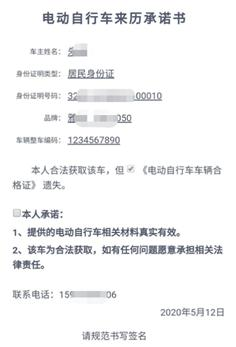 电动自行车来历承诺书
车主姓名：
身份证明类型：居民身份证
身份证明号码：32 00010
品牌：雅 050
车辆整车编码：1234567890
本人合法获取该车，但☑《电动自行车车辆合
格证》遗失。
☐本人承诺：
1、提供的电动自行车相关材料真实有效。
2、该车为合法获取，如有任何问题愿意承担相关法
律责任。
联系电话：159 06
2020年5月12日
请规范书写签名